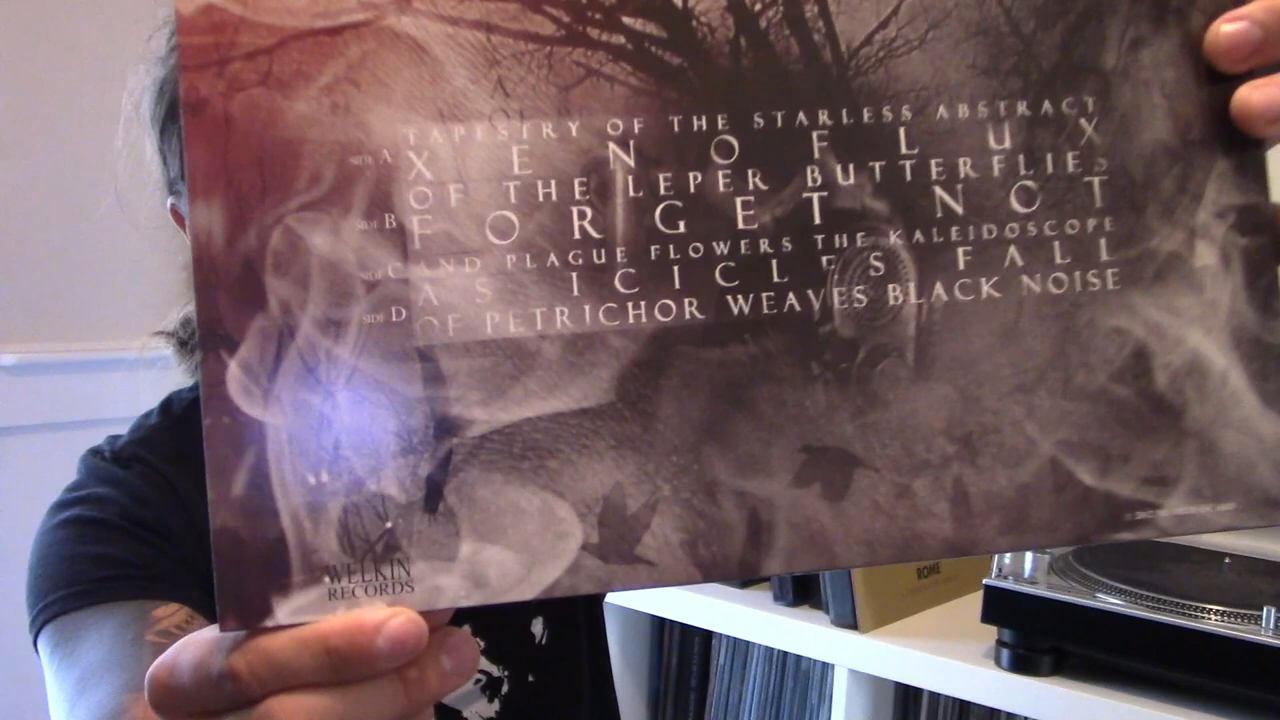 TAPESTRY OF THE STARLESS ABSTRACT
SIDE A XENOFLUX
OF THE LEPER BUTTERFLIES
SIDE B FORGET NOT
SIDE C AND PLAGUE FLOWERS THE KALEIDOSCOPE
AS ICICLES FALL
SIDE D OF PETRICHOR WEAVES BLACK NOISE
WELKIN
RECORDS
ROME